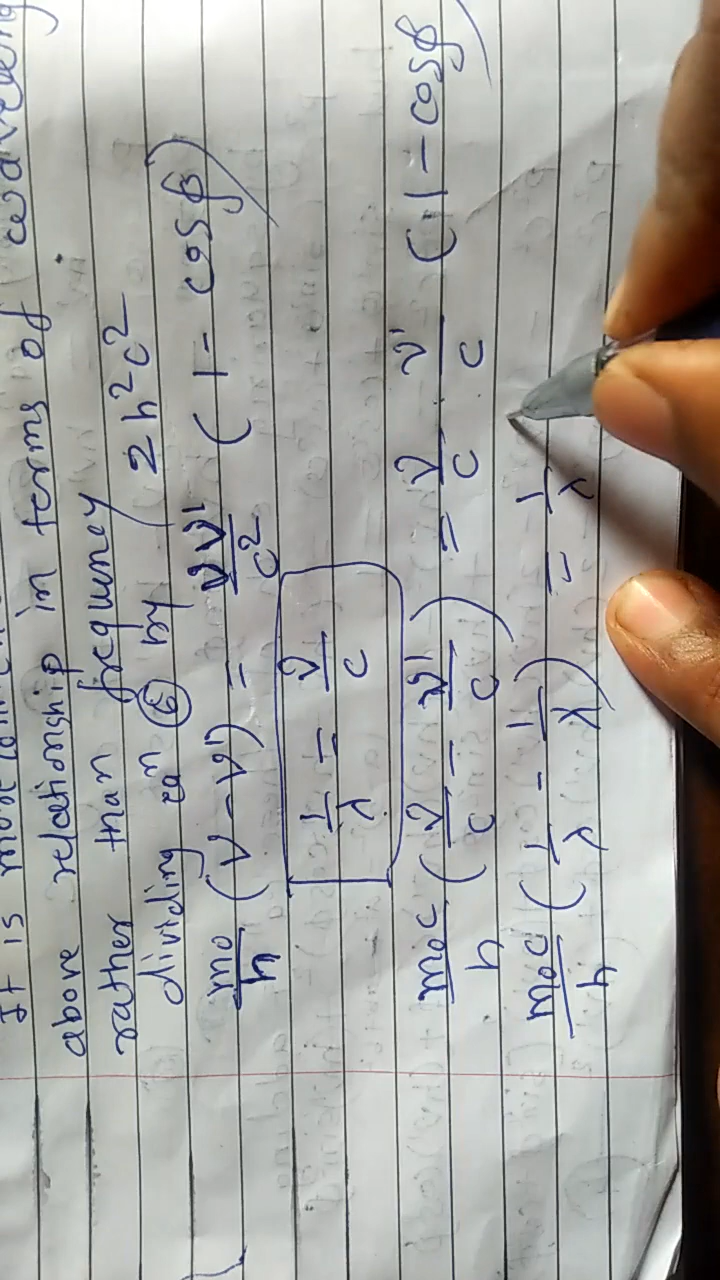 It is more
above relationship in terms of waveleng
rather than frequency
dividing eqn ⑥ by 2h²c²
m₀/h (ν - ν') = νν'/c² (1 - cosφ)
1/λ = ν/c
m₀c/h (ν/c - ν'/c) = ν/c ν'/c (1 - cosφ)
m₀c/h (1/λ - 1/λ') = 1/λ